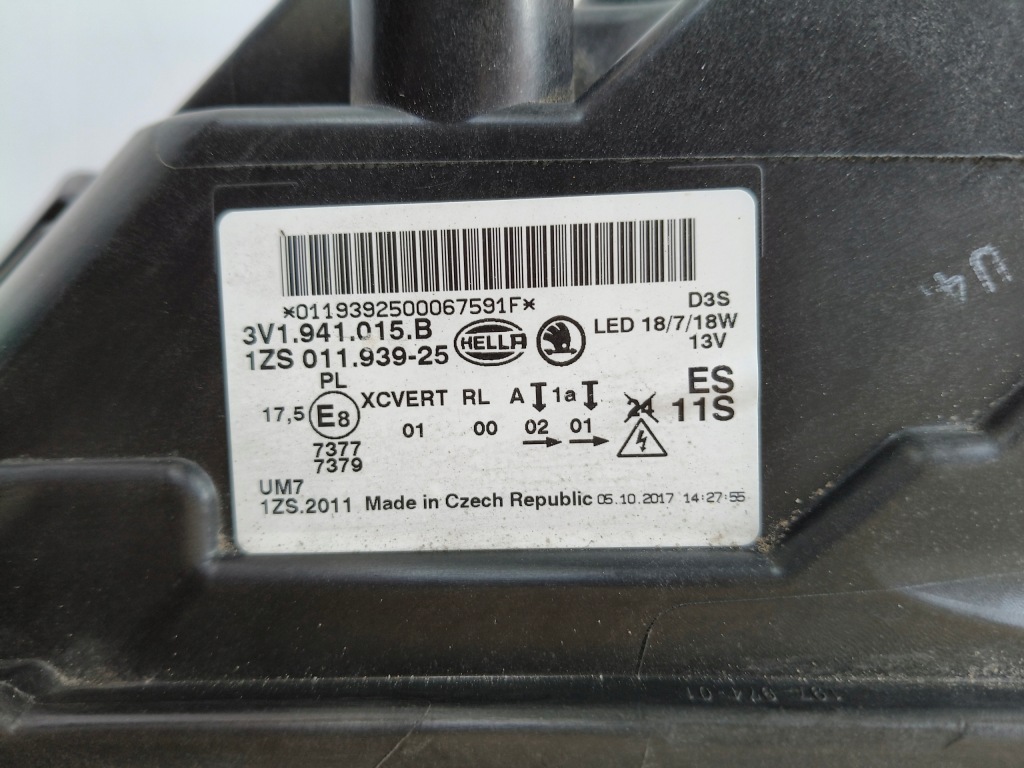 *0119392500067591F*
3V1.941.015.B
1ZS 011.939-25
HELLA
D3S
LED 18/7/18W
13V
PL
17,5 E8
7377
7379
XCVERT RL A 1a
01 00 02 01
24
ES
11S
UM7
1ZS.2011 Made in Czech Republic 05.10.2017 14:27:55
U4.